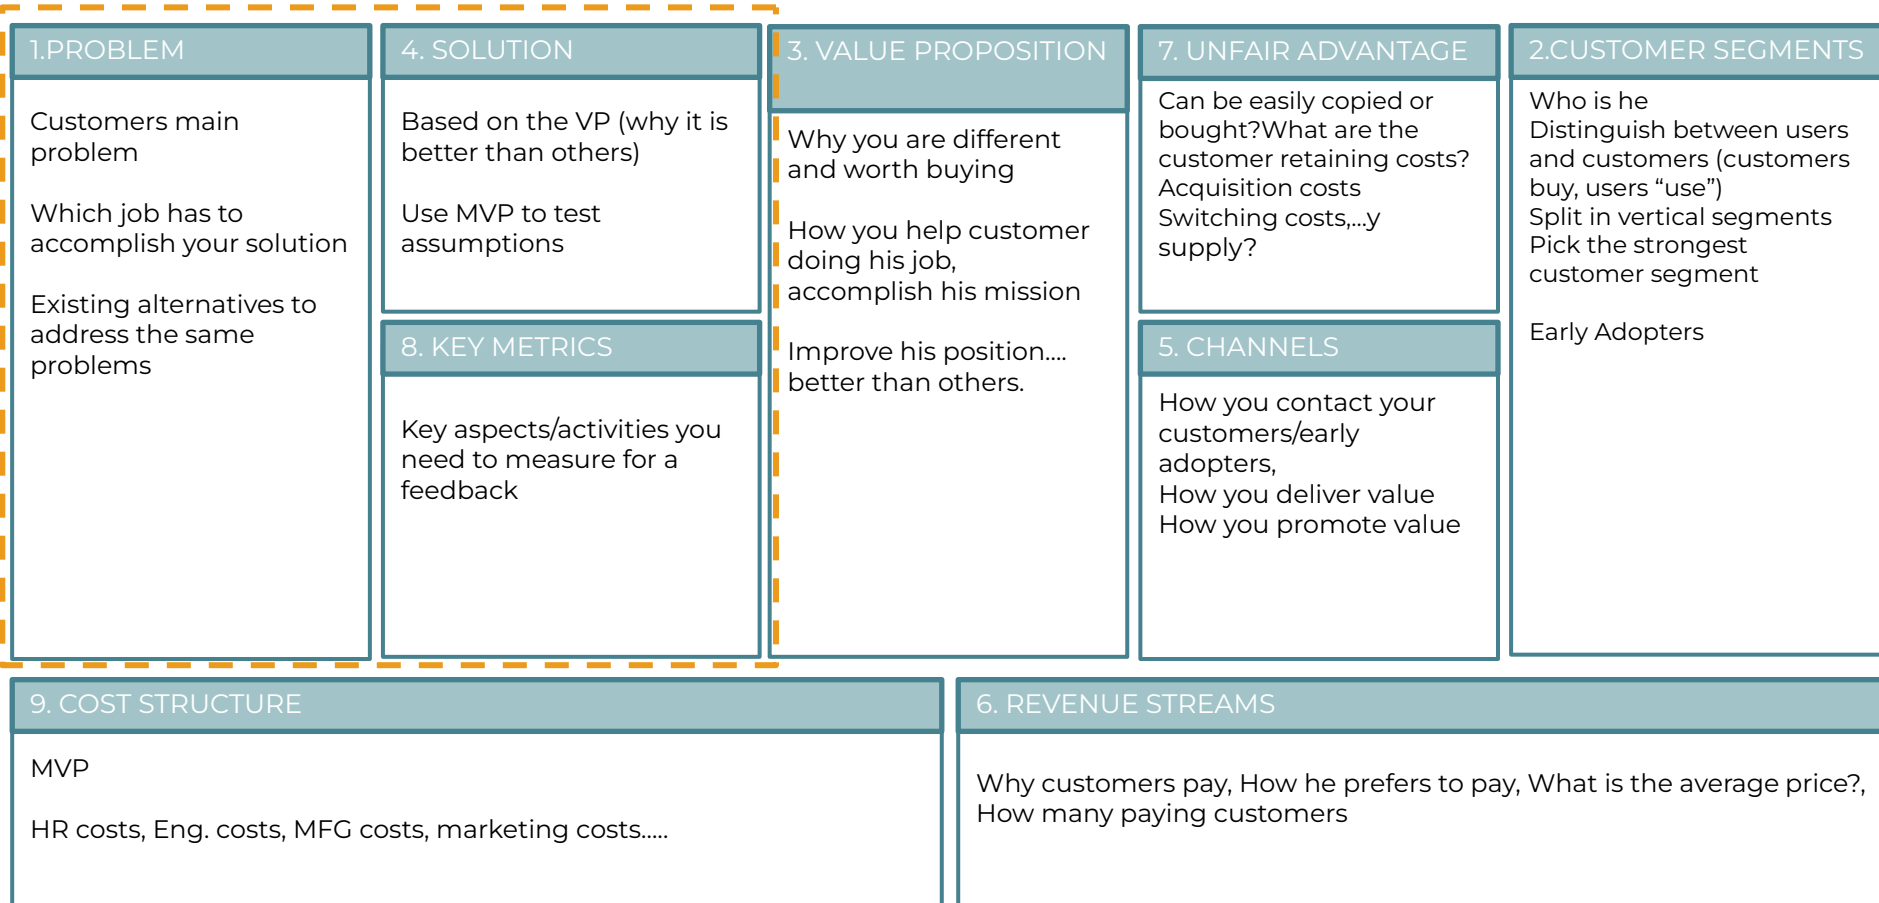 1.PROBLEM
Customers main
problem
Which job has to
accomplish your solution
Existing alternatives to
address the same
problems
4. SOLUTION
Based on the VP (why it is
better than others)
Use MVP to test
assumptions
8. KEY METRICS
Key aspects/activities you
need to measure for a
feedback
3. VALUE PROPOSITION
Why you are different
and worth buying
How you help customer
doing his job,
accomplish his mission
Improve his position....
better than others.
7. UNFAIR ADVANTAGE
Can be easily copied or
bought?What are the
customer retaining costs?
Acquisition costs
Switching costs,...y
supply?
5. CHANNELS
How you contact your
customers/early
adopters,
How you deliver value
How you promote value
2.CUSTOMER SEGMENTS
Who is he
Distinguish between users
and customers (customers
buy, users “use”)
Split in vertical segments
Pick the strongest
customer segment
Early Adopters
9. COST STRUCTURE
MVP
HR costs, Eng. costs, MFG costs, marketing costs.....
6. REVENUE STREAMS
Why customers pay, How he prefers to pay, What is the average price?,
How many paying customers